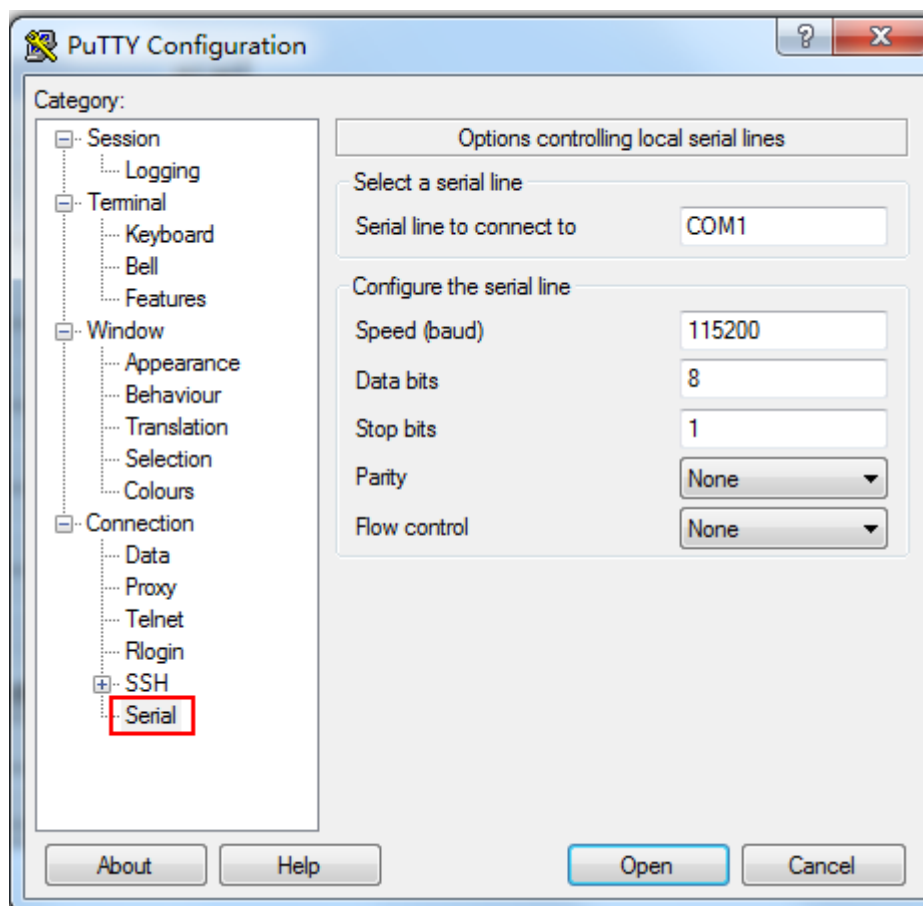 PuTTY Configuration
Category:
Session
Logging
Terminal
Keyboard
Bell
Features
Window
Appearance
Behaviour
Translation
Selection
Colours
Connection
Data
Proxy
Telnet
Rlogin
SSH
Serial
Options controlling local serial lines
Select a serial line
Serial line to connect to COM1
Configure the serial line
Speed (baud) 115200
Data bits 8
Stop bits 1
Parity None
Flow control None
About Help Open Cancel